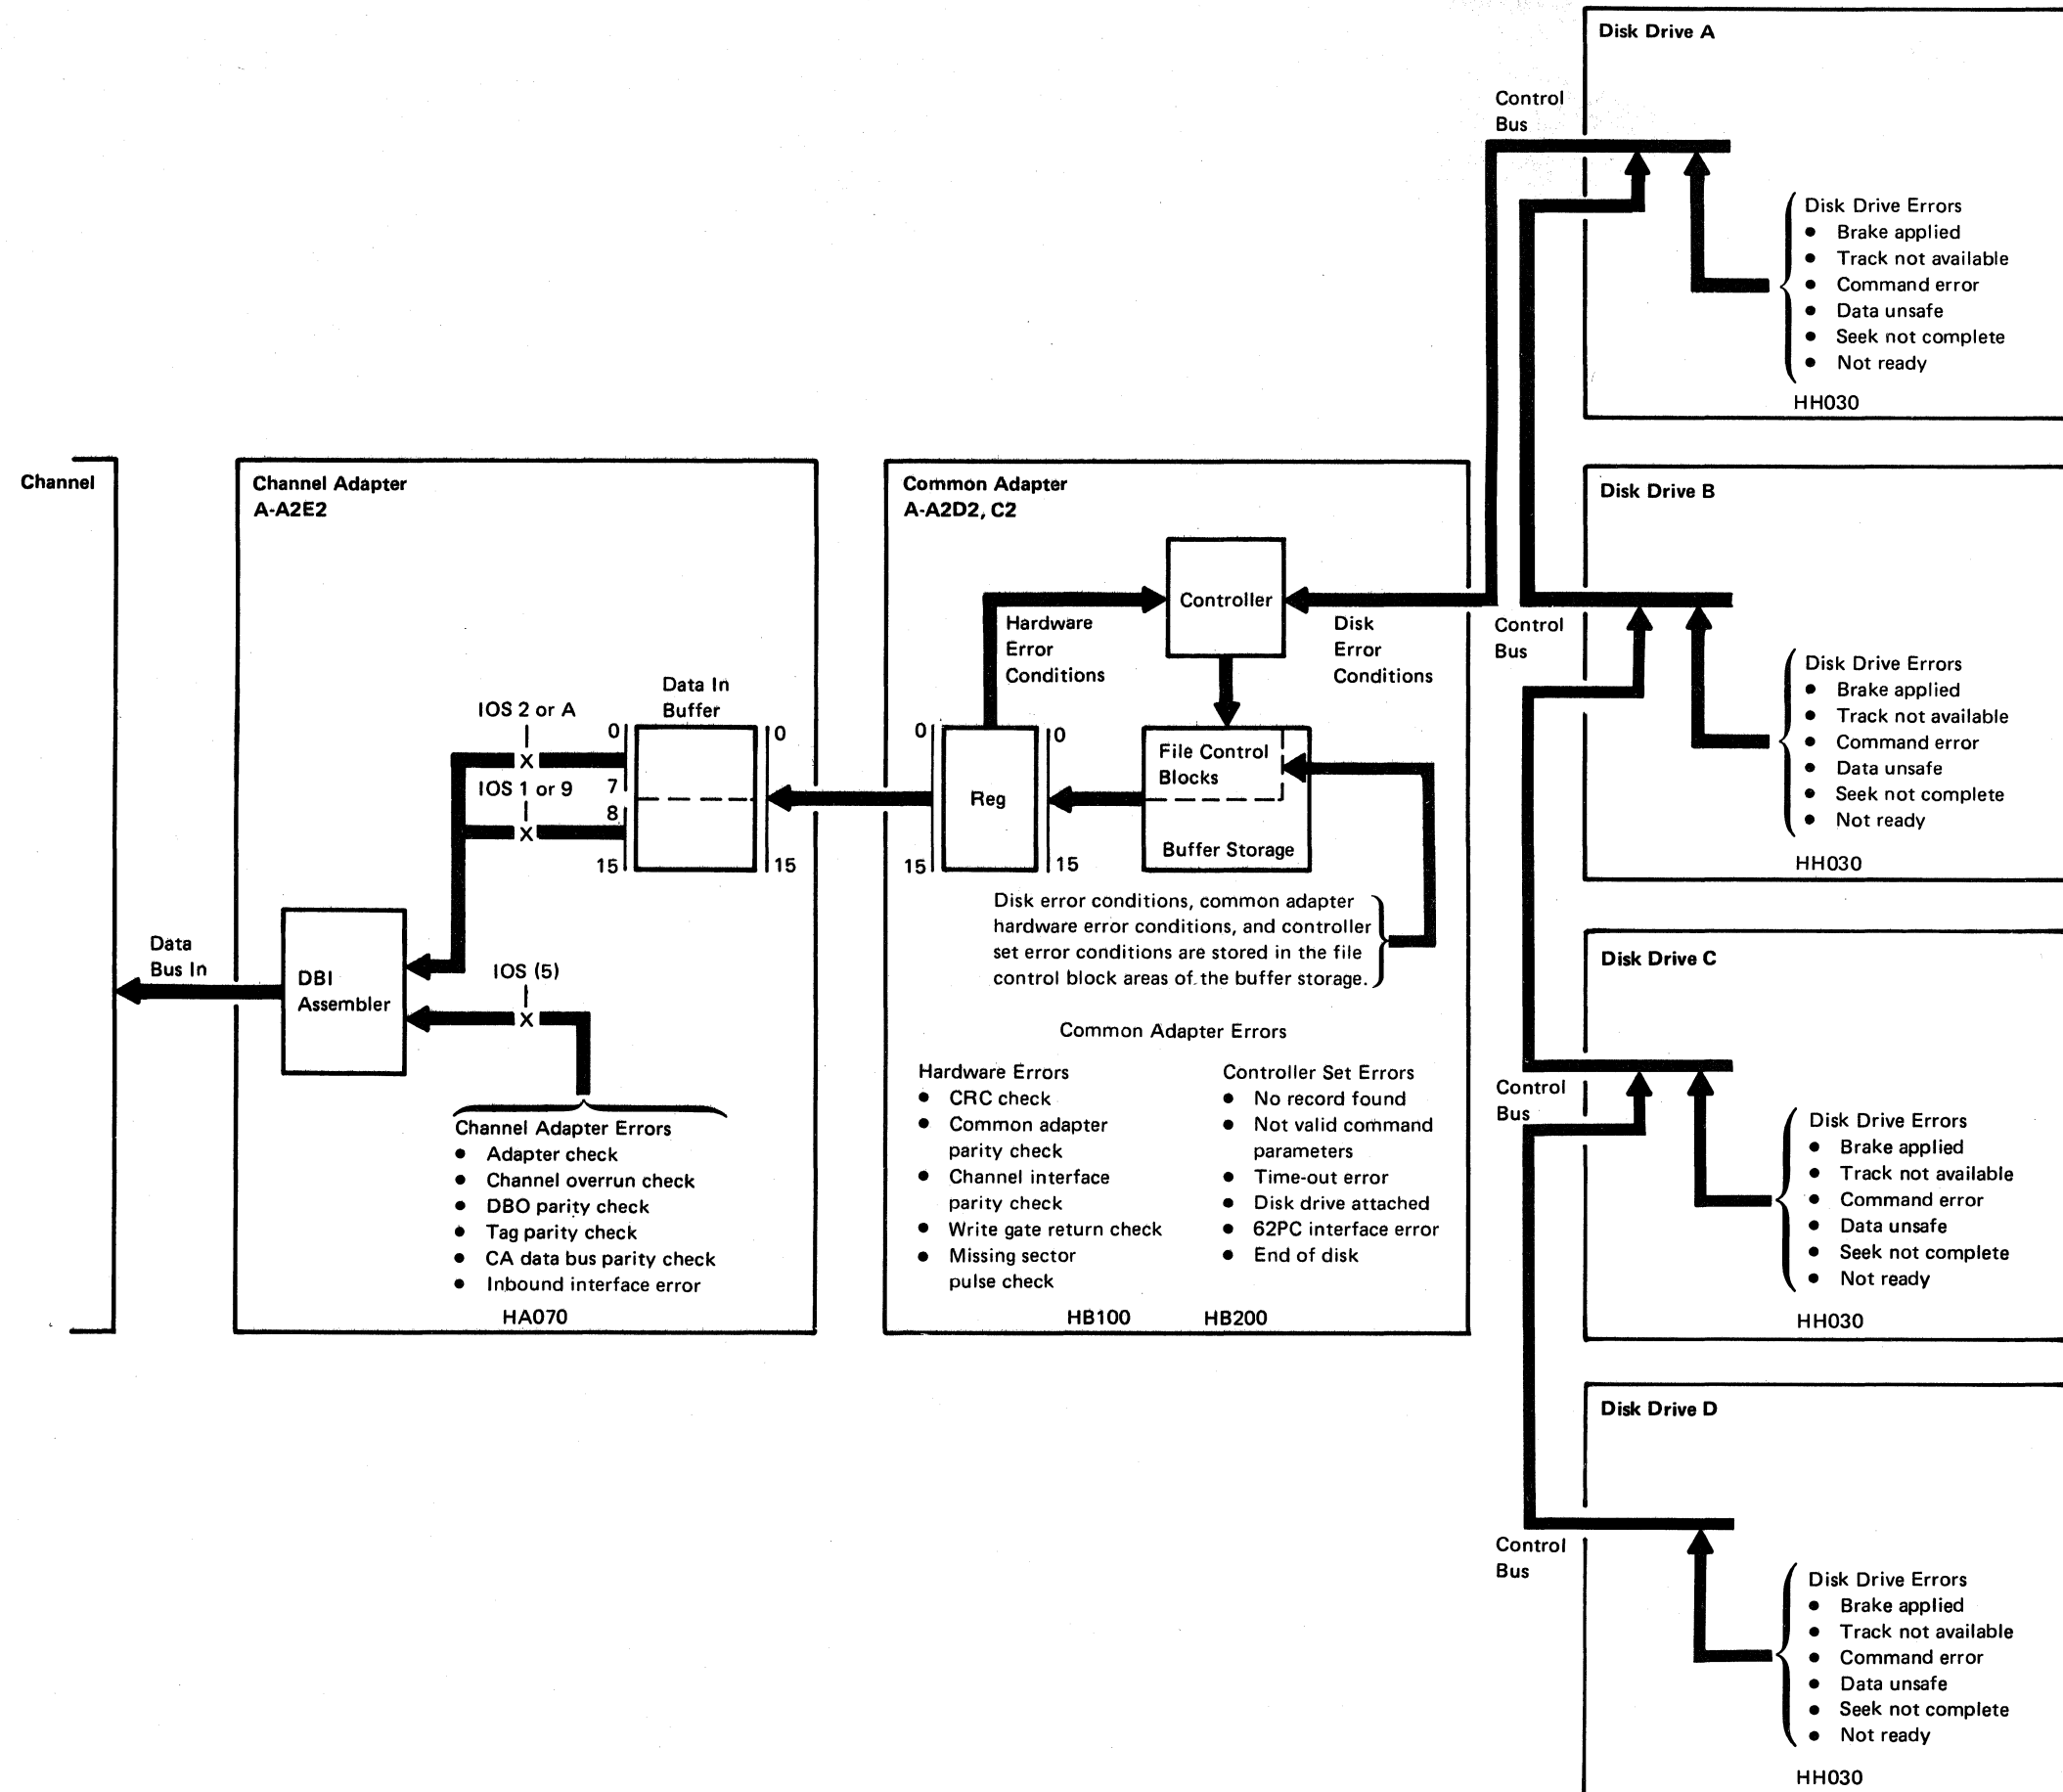 Channel
Channel Adapter
A-A2E2
IOS 2 or A
Data In
Buffer
0
0
IOS 1 or 9
7
8
15
15
Data
Bus In
DBI
Assembler
IOS (5)
X
X
X
Channel Adapter Errors
● Adapter check
● Channel overrun check
● DBO parity check
● Tag parity check
● CA data bus parity check
● Inbound interface error
HA070
Common Adapter
A-A2D2, C2
Controller
Hardware
Error
Conditions
Disk
Error
Conditions
0
0
Reg
15
15
File Control
Blocks
Buffer Storage
Disk error conditions, common adapter
hardware error conditions, and controller
set error conditions are stored in the file
control block areas of the buffer storage.
Common Adapter Errors
Hardware Errors
● CRC check
● Common adapter
parity check
● Channel interface
parity check
● Write gate return check
● Missing sector
pulse check
Controller Set Errors
● No record found
● Not valid command
parameters
● Time-out error
● Disk drive attached
● 62PC interface error
● End of disk
HB100 HB200
Disk Drive A
Control
Bus
Disk Drive Errors
● Brake applied
● Track not available
● Command error
● Data unsafe
● Seek not complete
● Not ready
HH030
Disk Drive B
Control
Bus
Disk Drive Errors
● Brake applied
● Track not available
● Command error
● Data unsafe
● Seek not complete
● Not ready
HH030
Disk Drive C
Control
Bus
Disk Drive Errors
● Brake applied
● Track not available
● Command error
● Data unsafe
● Seek not complete
● Not ready
HH030
Disk Drive D
Control
Bus
Disk Drive Errors
● Brake applied
● Track not available
● Command error
● Data unsafe
● Seek not complete
● Not ready
HH030